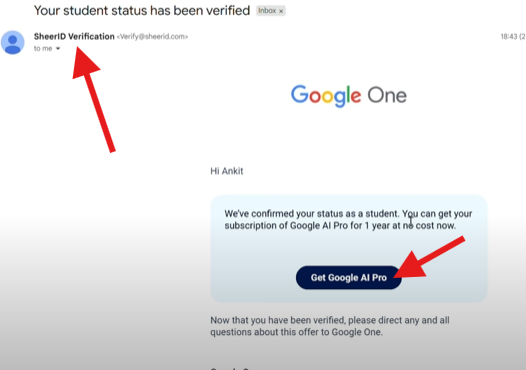 Your student status has been verified Inbox ×
SheerID Verification <Verify@sheerid.com> 18:43 (2
to me
Google One
Hi Ankit
We've confirmed your status as a student. You can get your
subscription of Google AI Pro for 1 year at no cost now.
Get Google AI Pro
Now that you have been verified, please direct any and all
questions about this offer to Google One.